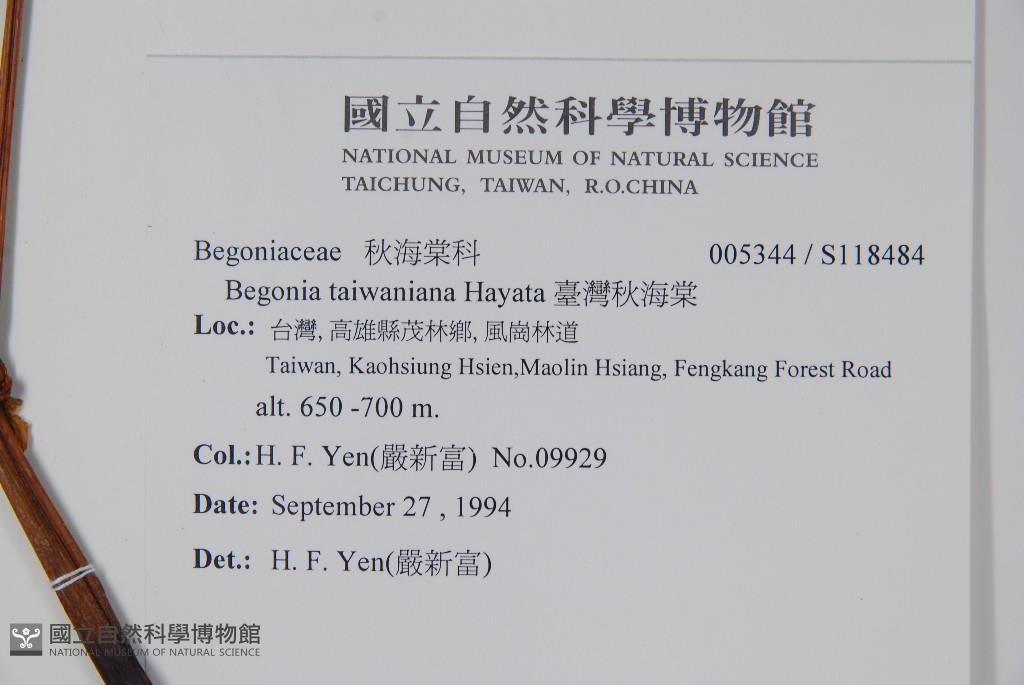 國立自然科學博物館
NATIONAL MUSEUM OF NATURAL SCIENCE
TAICHUNG, TAIWAN, R.O.CHINA
Begoniaceae 秋海棠科 005344 / S118484
Begonia taiwaniana Hayata 臺灣秋海棠
Loc.: 台灣, 高雄縣茂林鄉, 風崗林道
Taiwan, Kaohsiung Hsien,Maolin Hsiang, Fengkang Forest Road
alt. 650 -700 m.
Col.: H. F. Yen(嚴新富) No.09929
Date: September 27 , 1994
Det.: H. F. Yen(嚴新富)
國立自然科學博物館
NATIONAL MUSEUM OF NATURAL SCIENCE